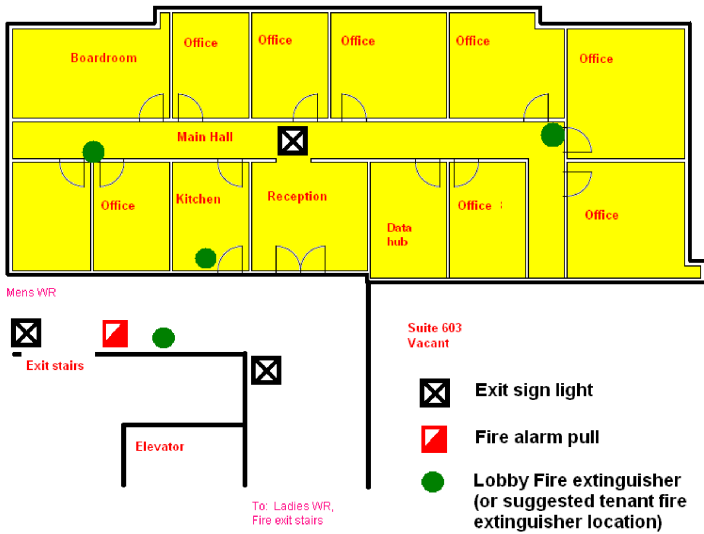 Office
Office
Office
Office
Boardroom
Office
Main Hall
Office
Kitchen
Reception
Office :
Office
Data
hub
Mens WR
Suite 603
Vacant
Exit stairs
Exit sign light
Fire alarm pull
Elevator
Lobby Fire extinguisher
(or suggested tenant fire
extinguisher location)
To: Ladies WR,
Fire exit stairs